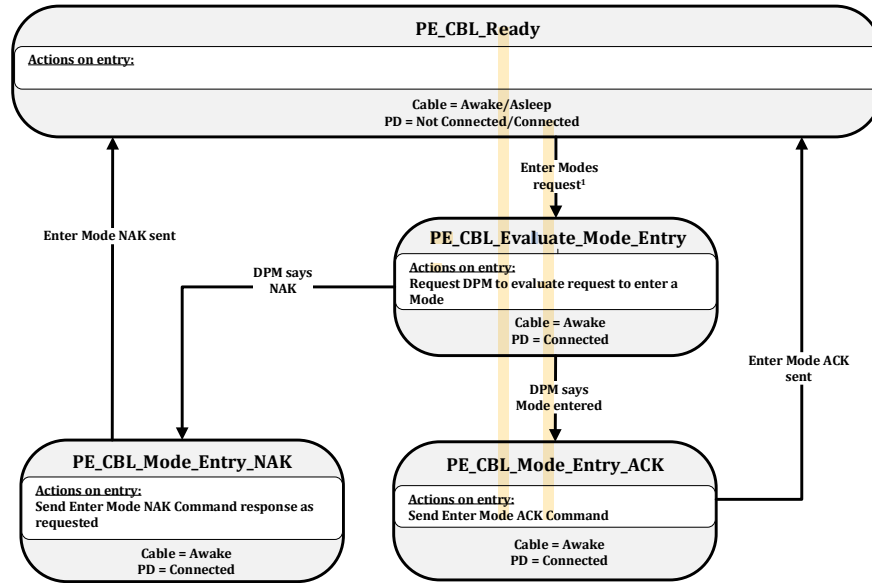 PE_CBL_Ready
Actions on entry:
Cable = Awake/Asleep
PD = Not Connected/Connected
Enter Modes
request¹
Enter Mode NAK sent
PE_CBL_Evaluate_Mode_Entry
Actions on entry:
Request DPM to evaluate request to enter a
Mode
Cable = Awake
PD = Connected
DPM says
NAK
Enter Mode ACK
sent
DPM says
Mode entered
PE_CBL_Mode_Entry_NAK
Actions on entry:
Send Enter Mode NAK Command response as
requested
Cable = Awake
PD = Connected
PE_CBL_Mode_Entry_ACK
Actions on entry:
Send Enter Mode ACK Command
Cable = Awake
PD = Connected